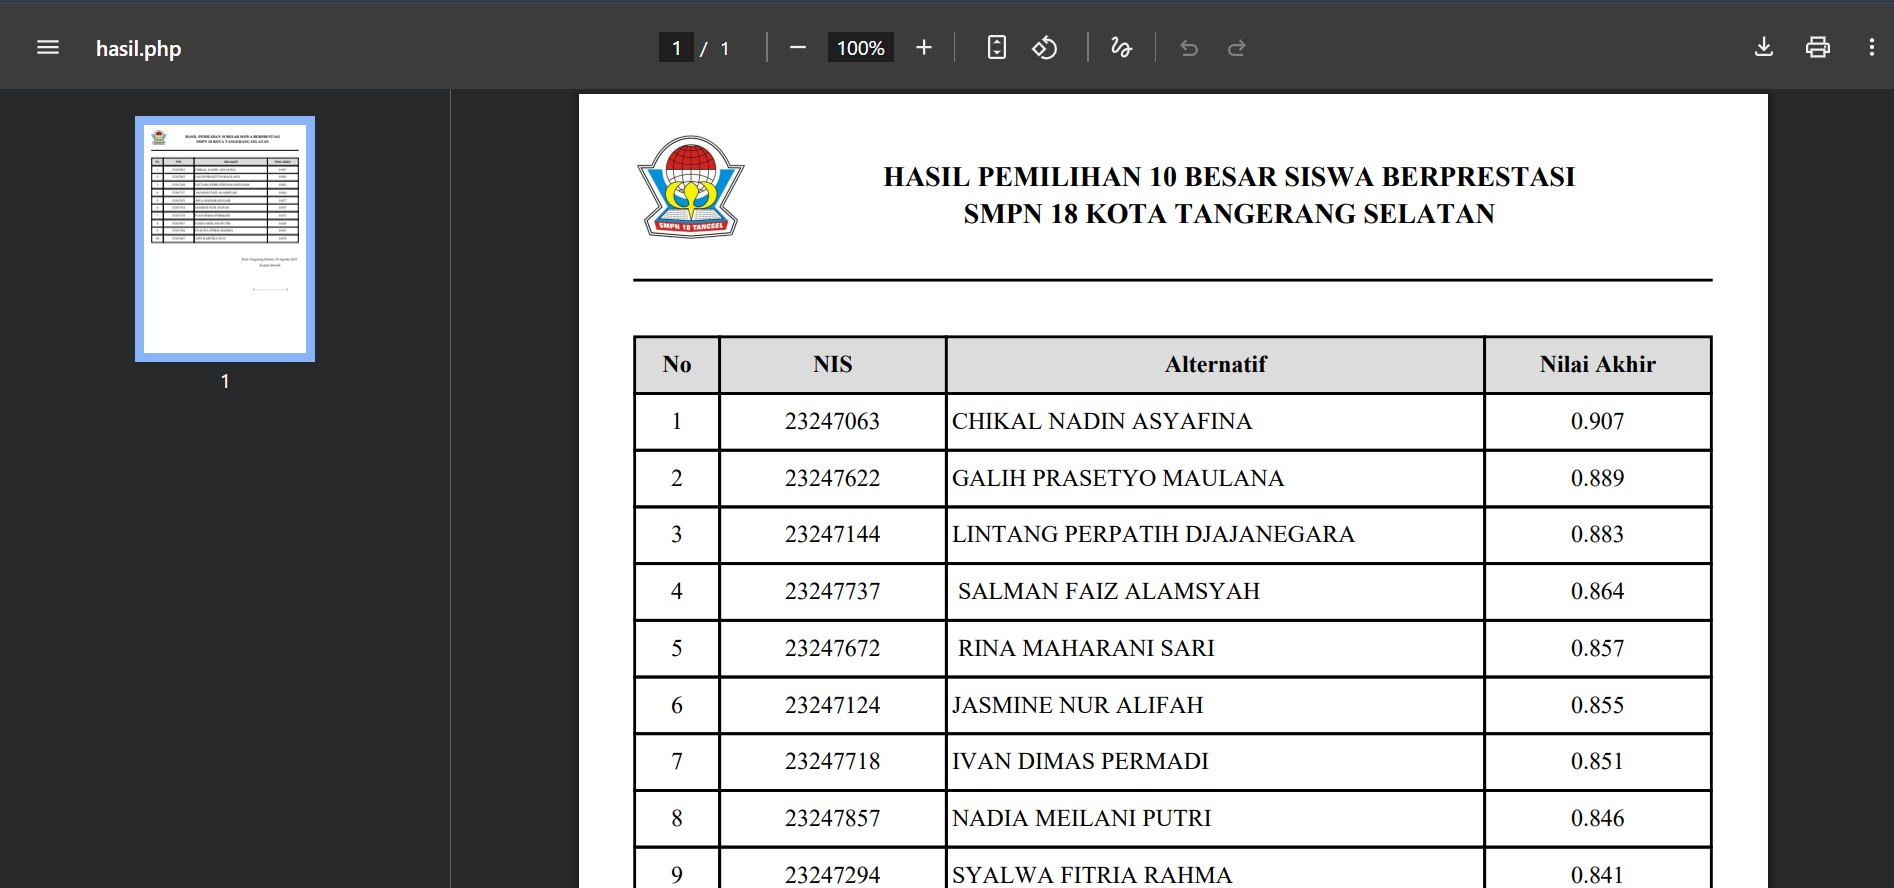 hasil.php
1 / 1
100%
1
SMPN 18 TANGSEL
HASIL PEMILIHAN 10 BESAR SISWA BERPRESTASI
SMPN 18 KOTA TANGERANG SELATAN
No NIS Alternatif Nilai Akhir
1 23247063 CHIKAL NADIN ASYAFINA 0.907
2 23247622 GALIH PRASETYO MAULANA 0.889
3 23247144 LINTANG PERPATIH DJAJANEGARA 0.883
4 23247737 SALMAN FAIZ ALAMSYAH 0.864
5 23247672 RINA MAHARANI SARI 0.857
6 23247124 JASMINE NUR ALIFAH 0.855
7 23247718 IVAN DIMAS PERMADI 0.851
8 23247857 NADIA MEILANI PUTRI 0.846
9 23247294 SYALWA FITRIA RAHMA 0.841